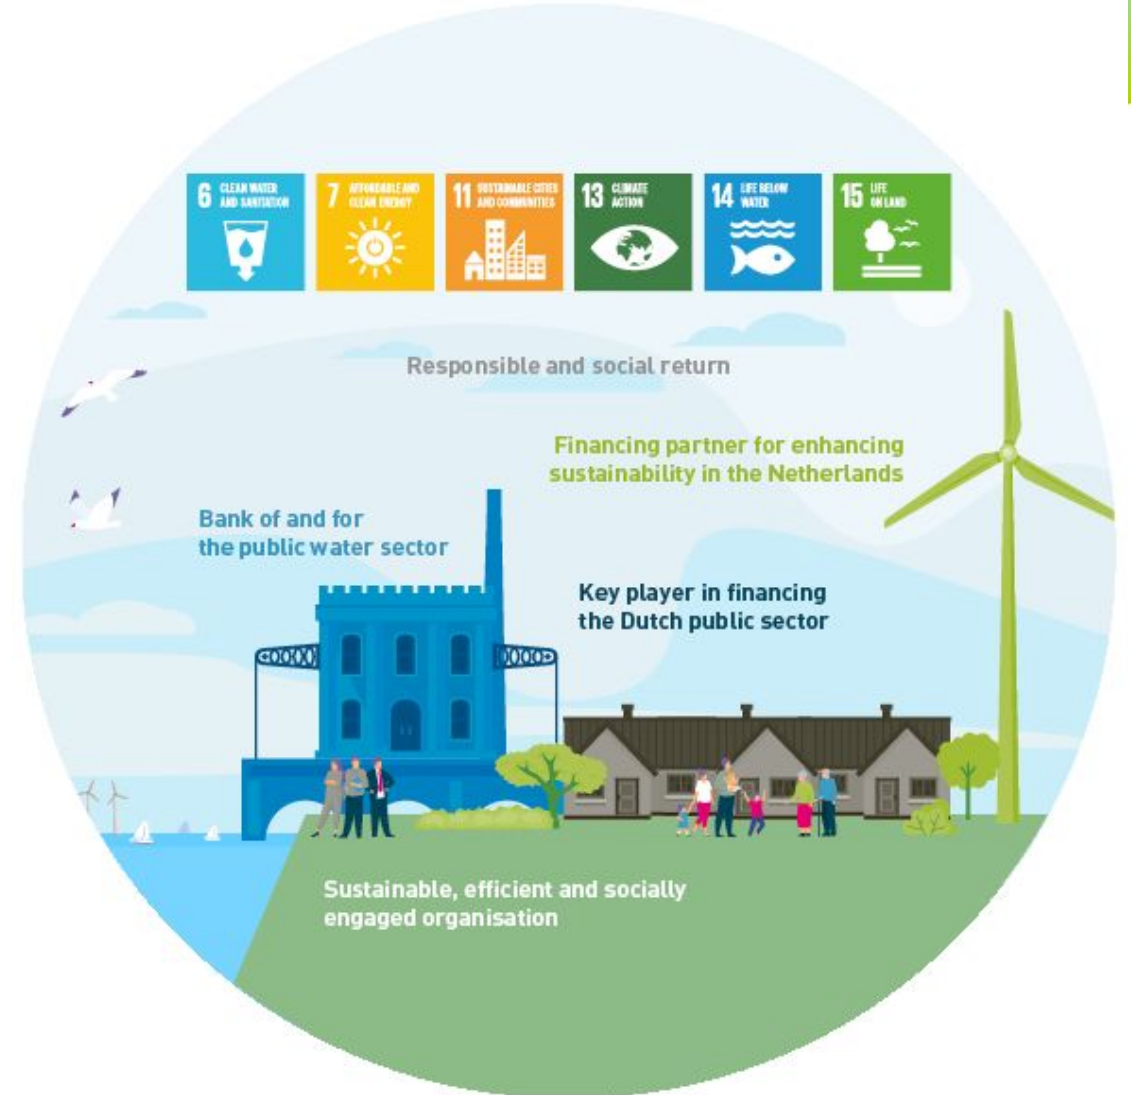 6 CLEAN WATER
AND SANITATION
7 AFFORDABLE AND
CLEAN ENERGY
11 SUSTAINABLE CITIES
AND COMMUNITIES
13 CLIMATE
ACTION
14 LIFE BELOW
WATER
15 LIFE
ON LAND
Responsible and social return
Financing partner for enhancing
sustainability in the Netherlands
Bank of and for
the public water sector
Key player in financing
the Dutch public sector
Sustainable, efficient and socially
engaged organisation